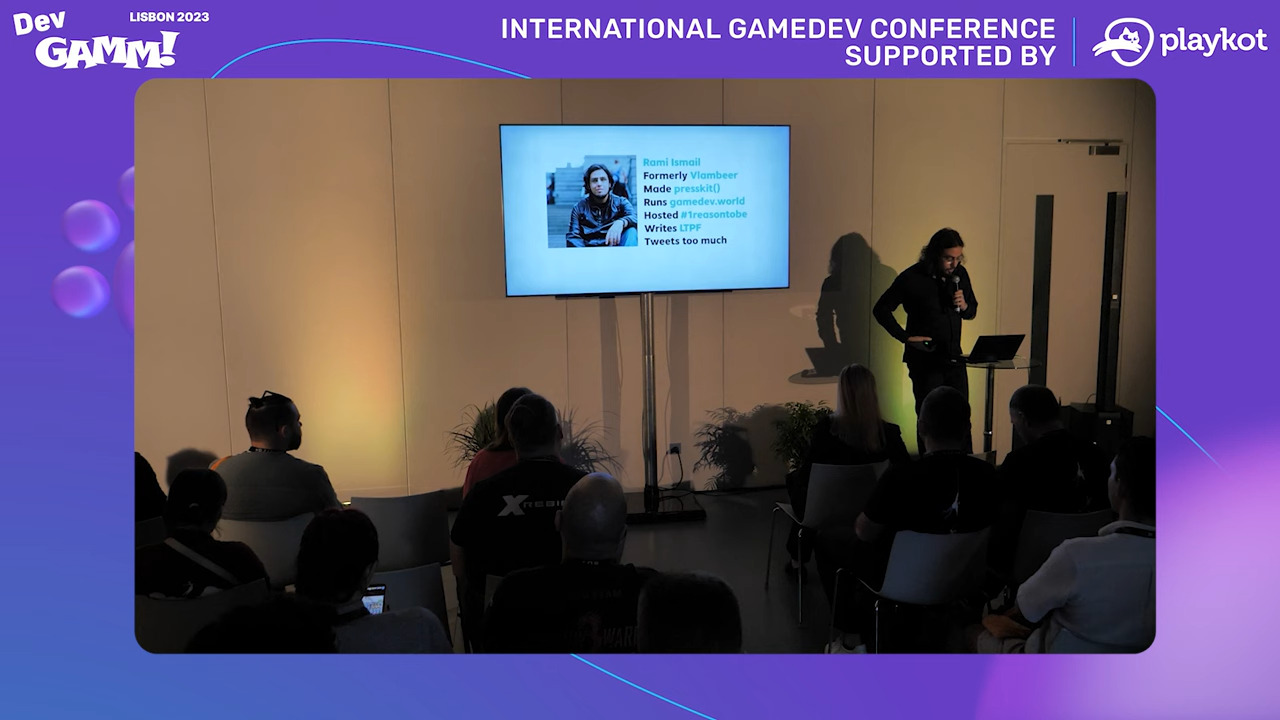 Dev
GAMM!
LISBON 2023
INTERNATIONAL GAMEDEV CONFERENCE
SUPPORTED BY
playkot
Rami Ismail
Formerly Vlambeer
Made presskit()
Runs gamedev.world
Hosted #1reasontobe
Writes LTPF
Tweets too much